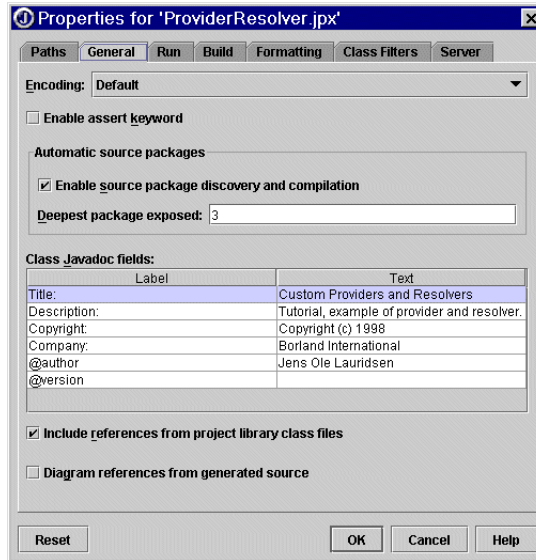 Properties for 'ProviderResolver.jpx'
Paths General Run Build Formatting Class Filters Server
Encoding: Default
Enable assert keyword
Automatic source packages
Enable source package discovery and compilation
Deepest package exposed: 3
Class Javadoc fields:
Label Text
Title: Custom Providers and Resolvers
Description: Tutorial, example of provider and resolver.
Copyright: Copyright (c) 1998
Company: Borland International
@author Jens Ole Lauridsen
@version
Include references from project library class files
Diagram references from generated source
Reset OK Cancel Help